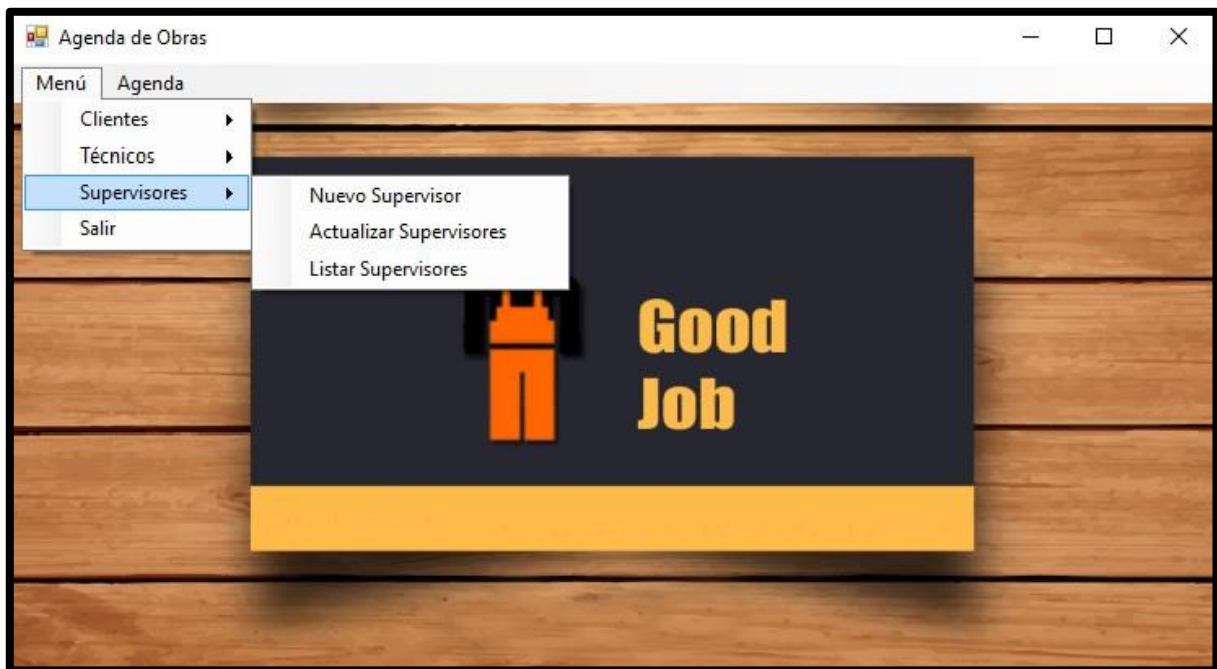 Agenda de Obras
Menú Agenda
Clientes
Técnicos
Supervisores
Salir
Nuevo Supervisor
Actualizar Supervisores
Listar Supervisores
Good
Job